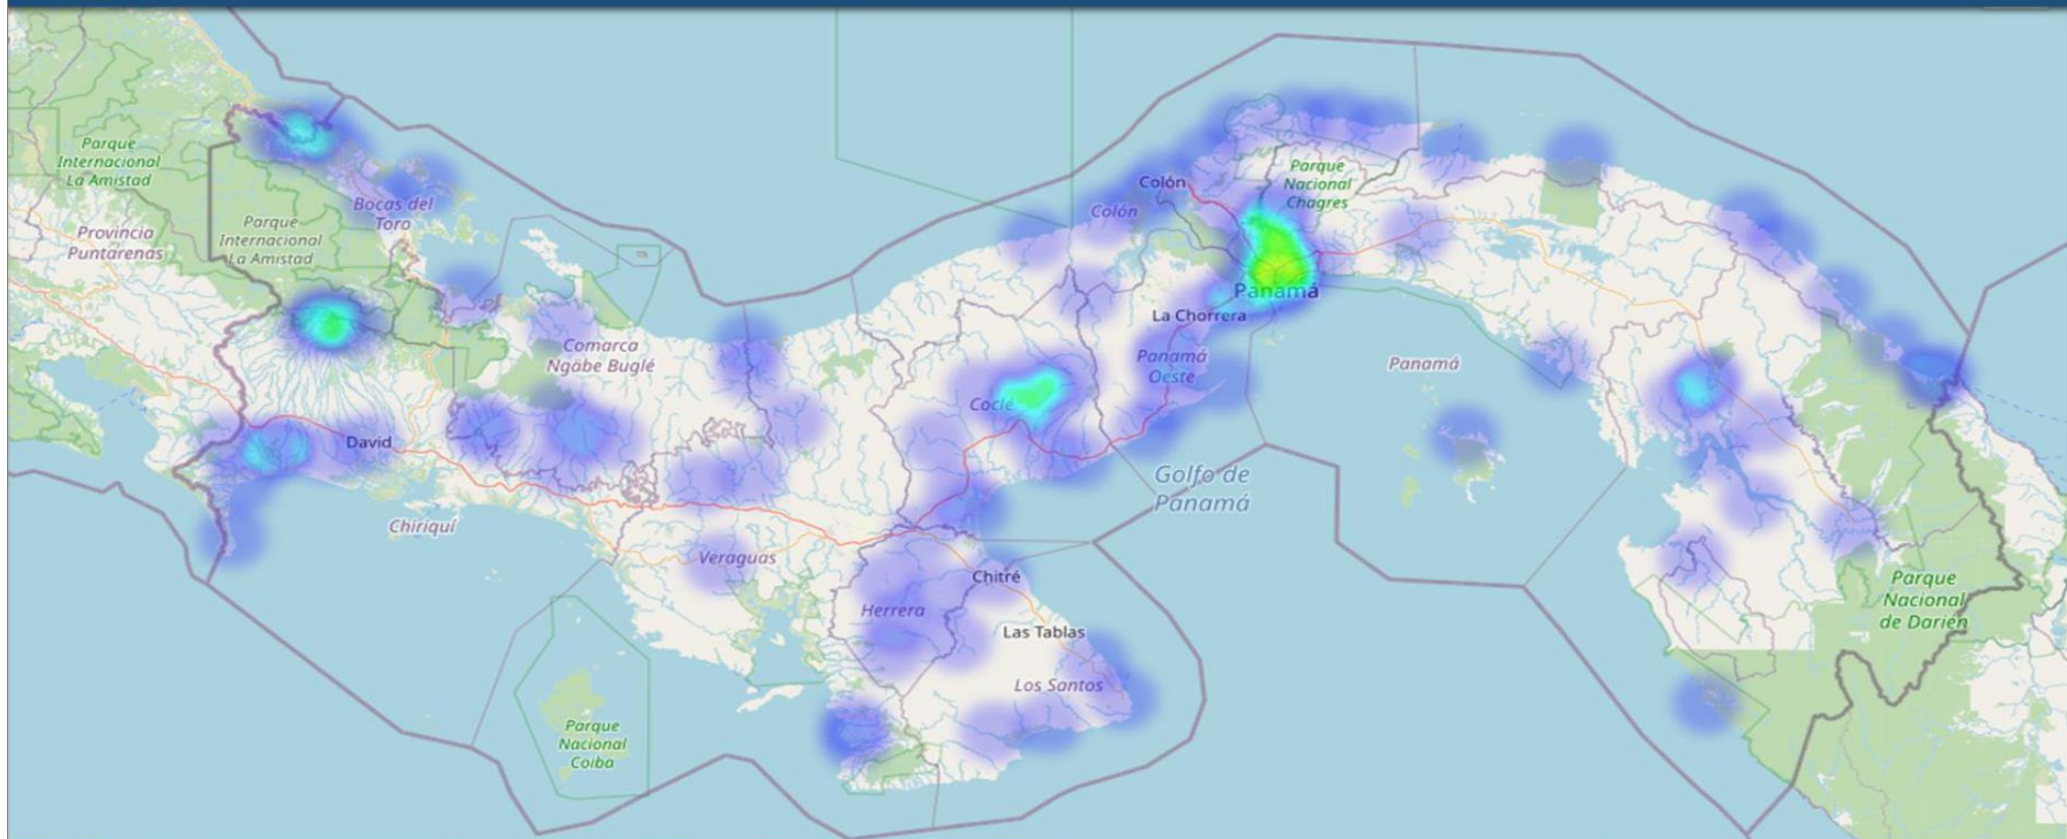 Parque
Internacional
La Amistad
Provincia
Puntarenas
Parque
Internacional
La Amistad
Bocas del
Toro
Comarca
Ngäbe Buglé
David
Chiriquí
Veraguas
Parque
Nacional
Coiba
Herrera
Chitré
Las Tablas
Los Santos
Coclé
Colón
Colón
Parque
Nacional
Chagres
Panamá
La Chorrera
Panamá
Oeste
Panamá
Golfo de
Panamá
Parque
Nacional
de Darién